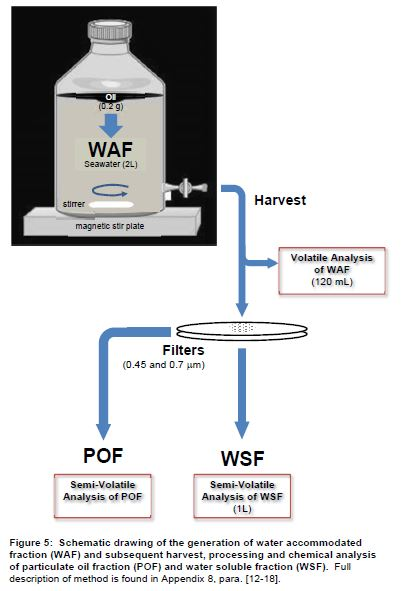 Oil
(0.2 g)
WAF
Seawater (2L)
stirrer
magnetic stir plate
Harvest
Volatile Analysis
of WAF
(120 mL)
Filters
(0.45 and 0.7 µm)
POF
WSF
Semi-Volatile
Analysis of POF
Semi-Volatile
Analysis of WSF
(1L)
Figure 5: Schematic drawing of the generation of water accommodated
fraction (WAF) and subsequent harvest, processing and chemical analysis
of particulate oil fraction (POF) and water soluble fraction (WSF). Full
description of method is found in Appendix 8, para. [12-18].